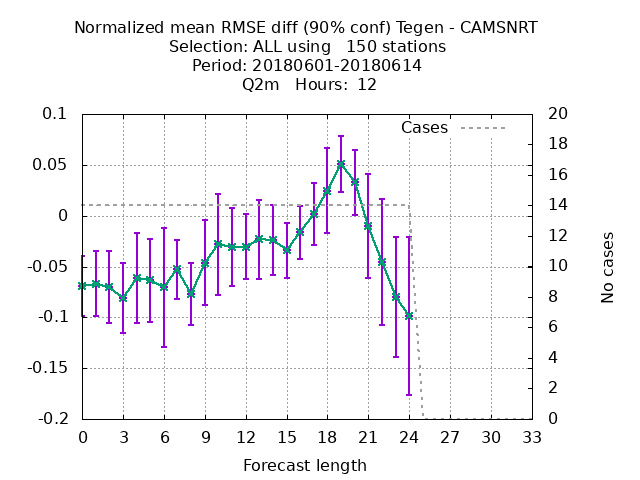 Normalized mean RMSE diff (90% conf) Tegen - CAMSNRT
Selection: ALL using 150 stations
Period: 20180601-20180614
Q2m Hours: 12
Cases
0.1
0.05
0
-0.05
-0.1
-0.15
-0.2
20
18
16
14
12
10
8
6
4
2
0
No cases
0 3 6 9 12 15 18 21 24 27 30 33
Forecast length